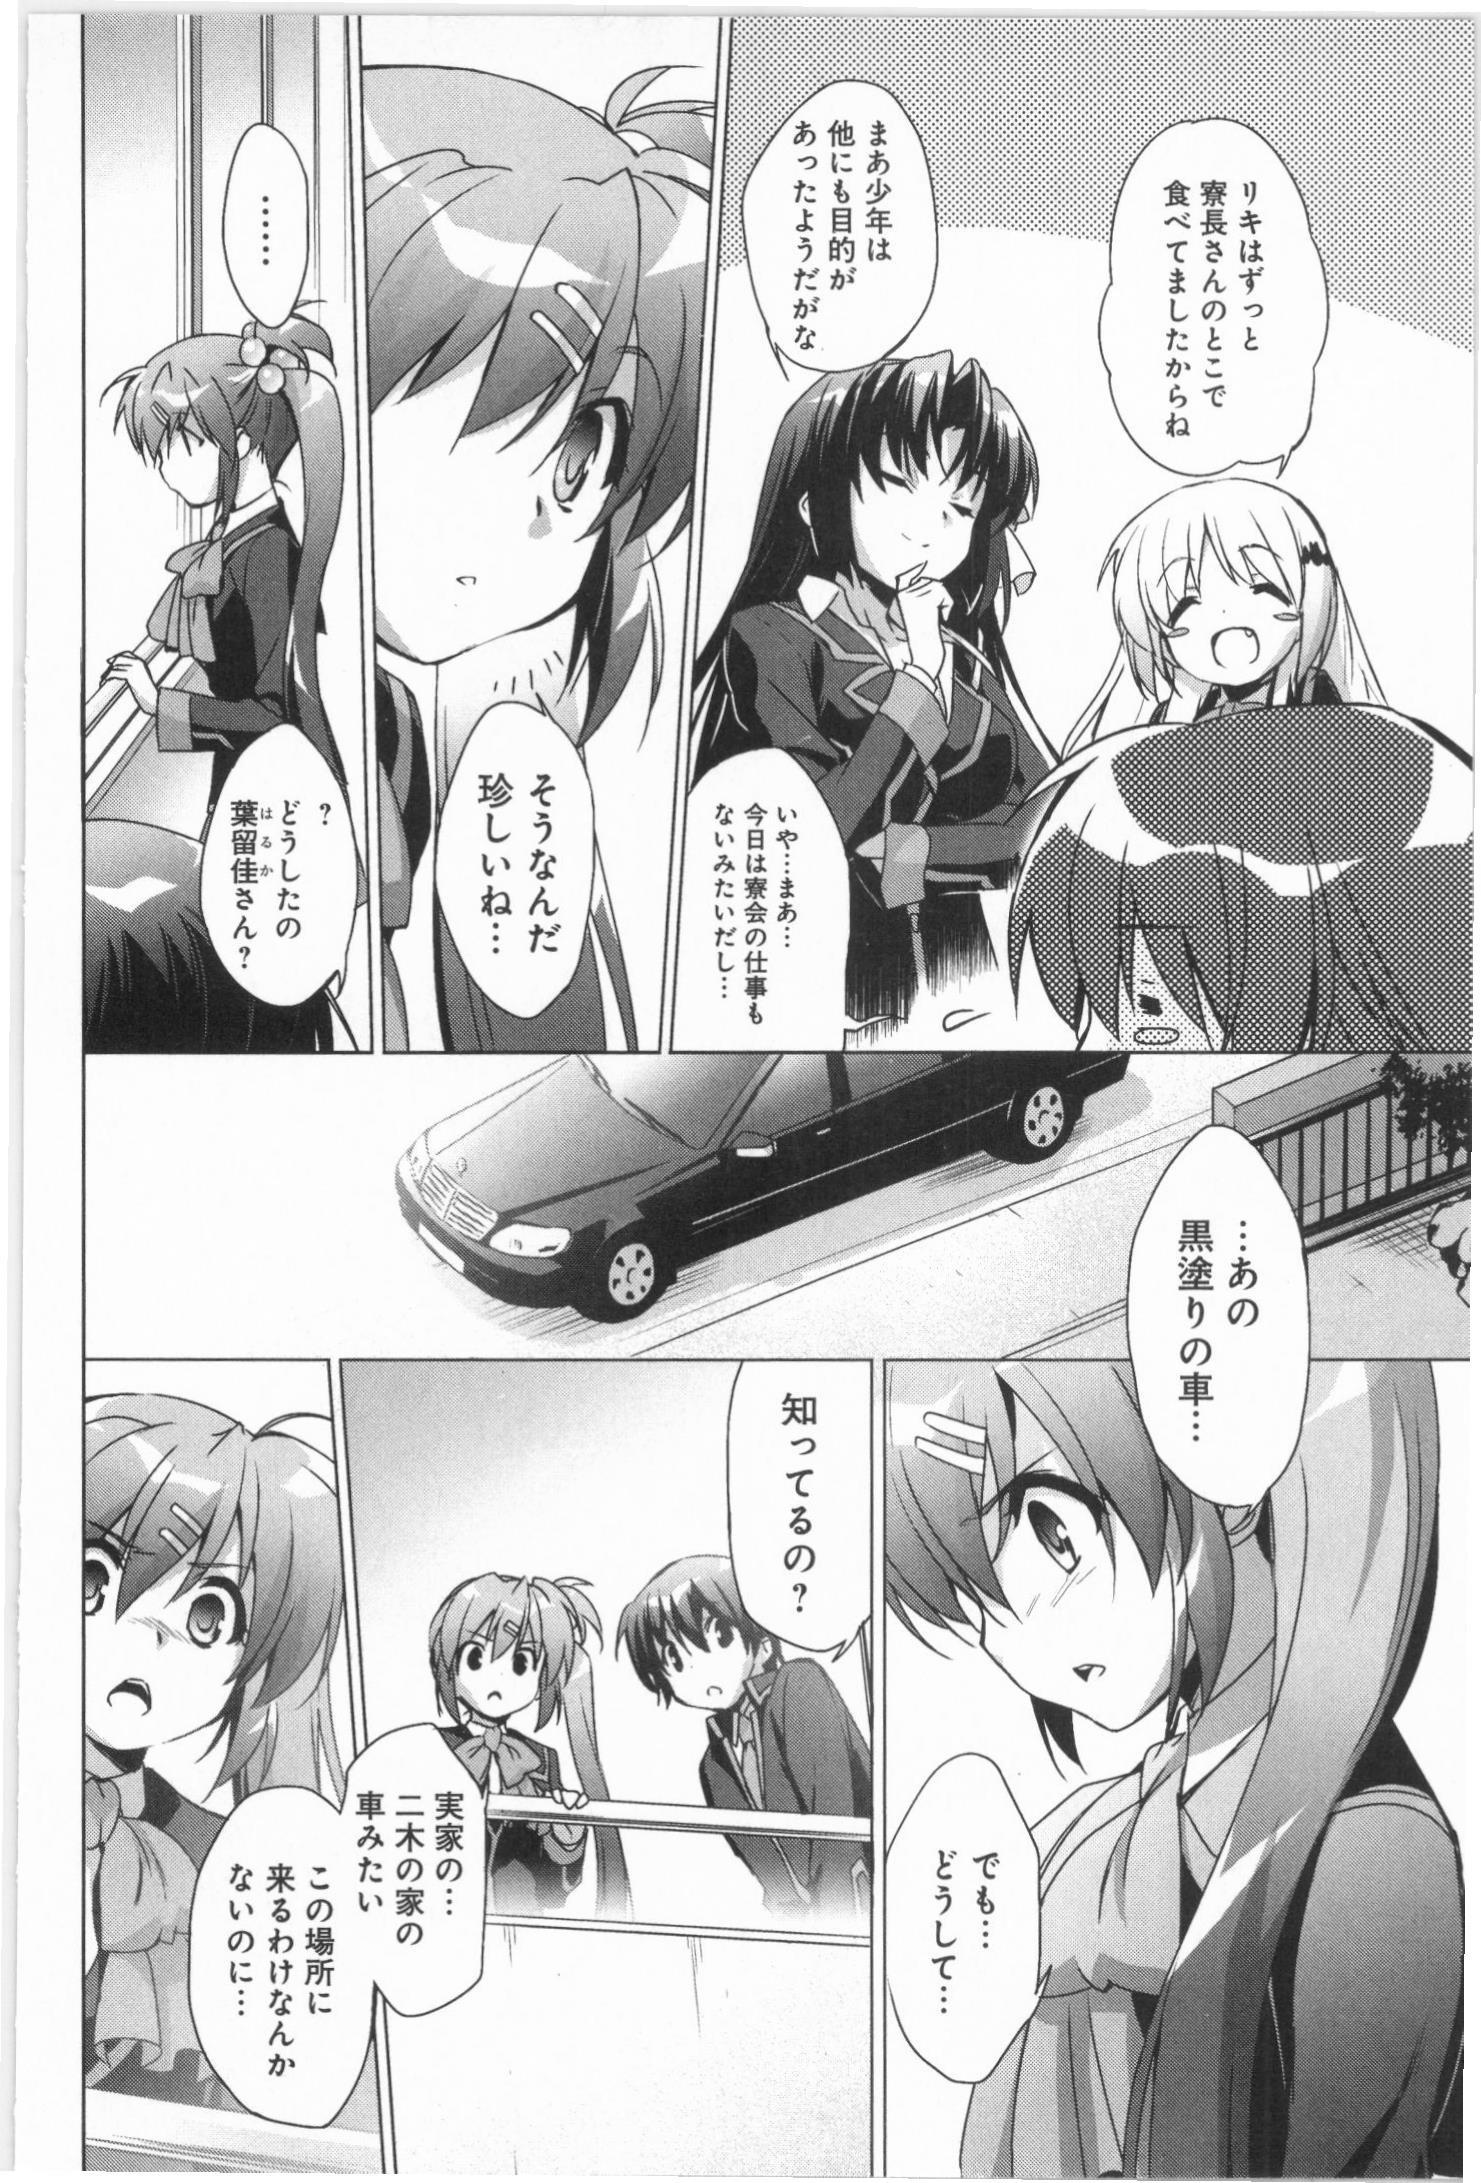 リキはずっと
寮長さんのとこで
食べてましたからね
まあ少年は
他にも目的が
あったようだがな
いや…まあ…
今日は寮会の仕事も
ないみたいだし…
そうなんだ
珍しいね…
……
?
どうしたの
葉留佳さん?
はるか
…あの
黒塗りの車…
でも…
どうして…
知ってるの?
実家の…
二木の家の
車みたい
この場所に
来るわけなんか
ないのに…